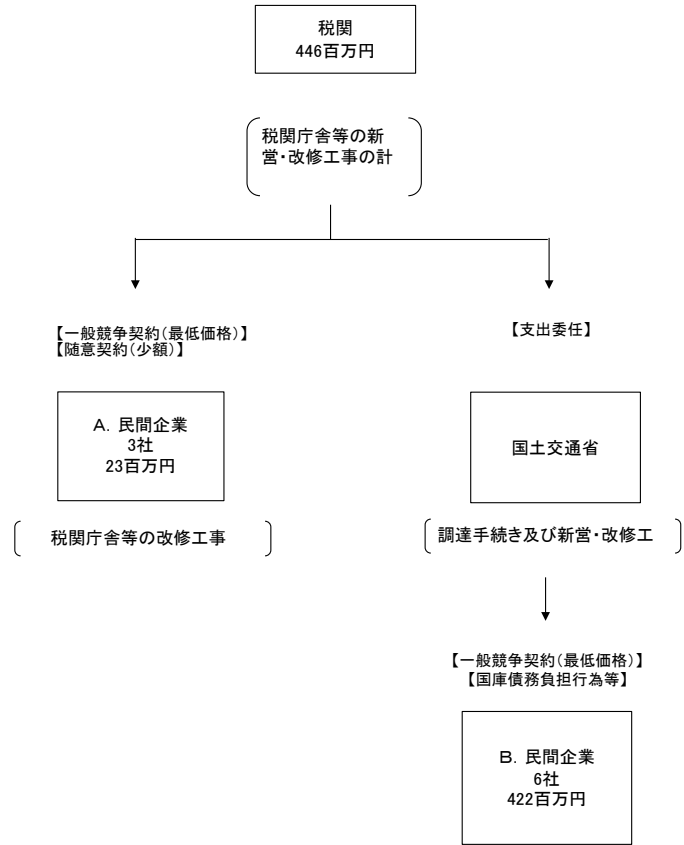 税関
446百万円
税関庁舎等の新
営・改修工事の計
【一般競争契約（最低価格）】
【随意契約（少額）】
A．民間企業
3社
23百万円
税関庁舎等の改修工事
【支出委任】
国土交通省
調達手続き及び新営・改修工
【一般競争契約（最低価格）】
【国庫債務負担行為等】
B．民間企業
6社
422百万円